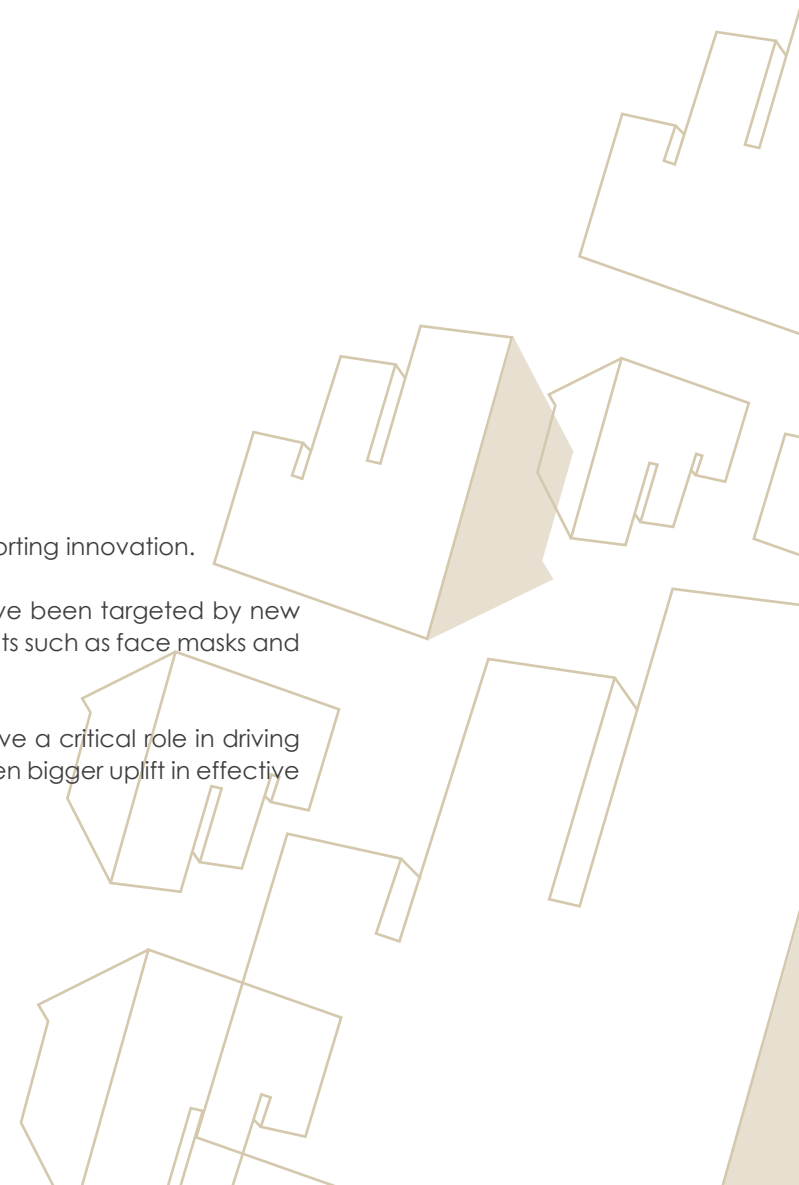 orting innovation.
ve been targeted by new
ts such as face masks and
ve a critical role in driving
en bigger uplift in effective